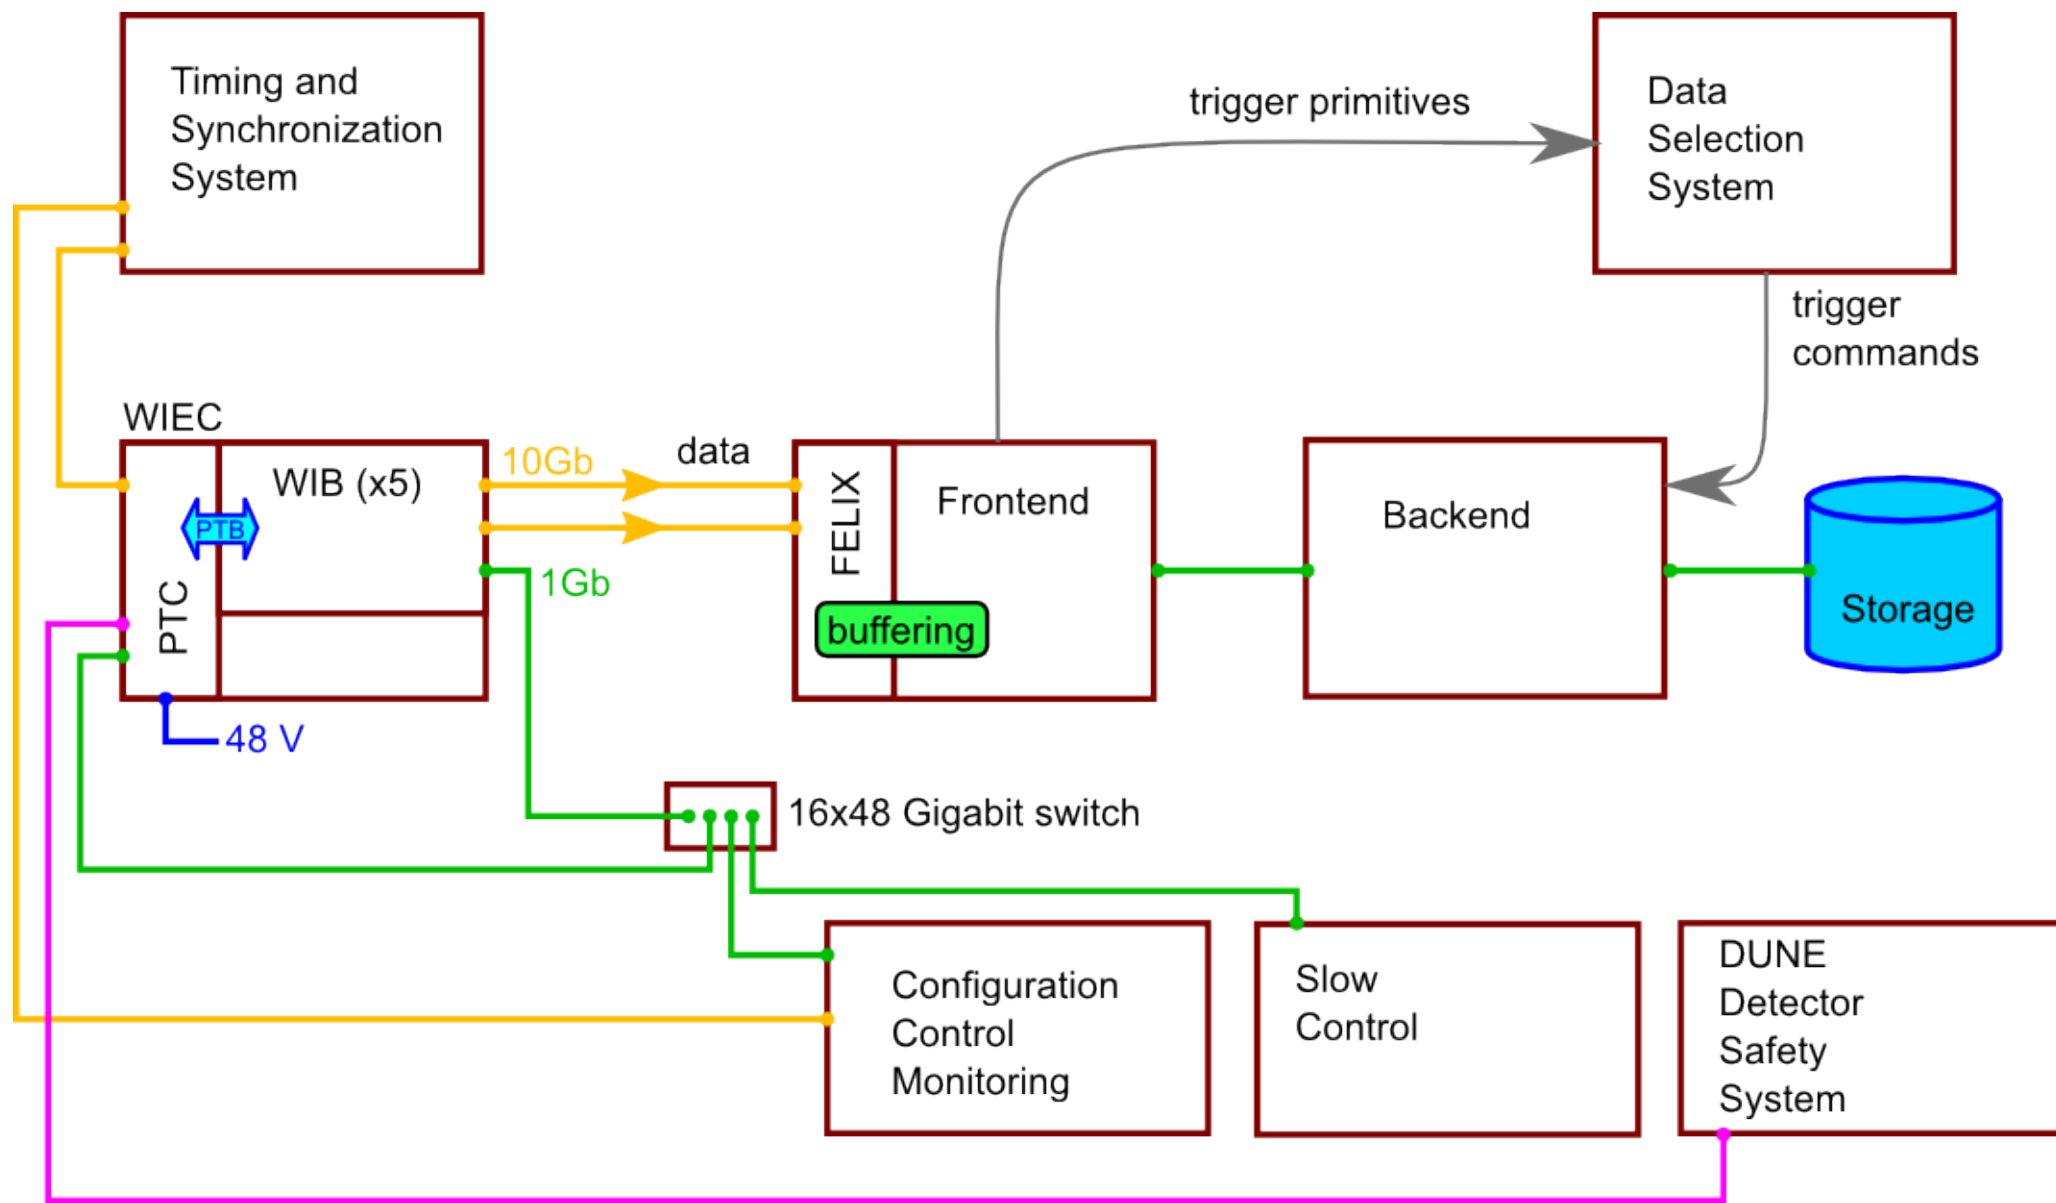 Timing and
Synchronization
System
trigger primitives
Data
Selection
System
trigger
commands
WIEC
WIB (x5)
PTB
PTC
48 V
10Gb
data
1Gb
FELIX
Frontend
buffering
Backend
Storage
16x48 Gigabit switch
Configuration
Control
Monitoring
Slow
Control
DUNE
Detector
Safety
System